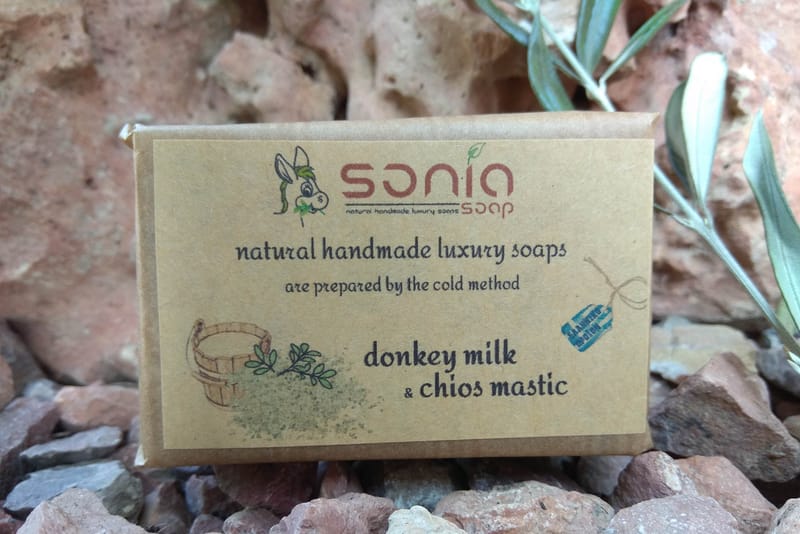 sonia
natural handmade luxury soaps soap
natural handmade luxury soaps
are prepared by the cold method
donkey milk
& chios mastic